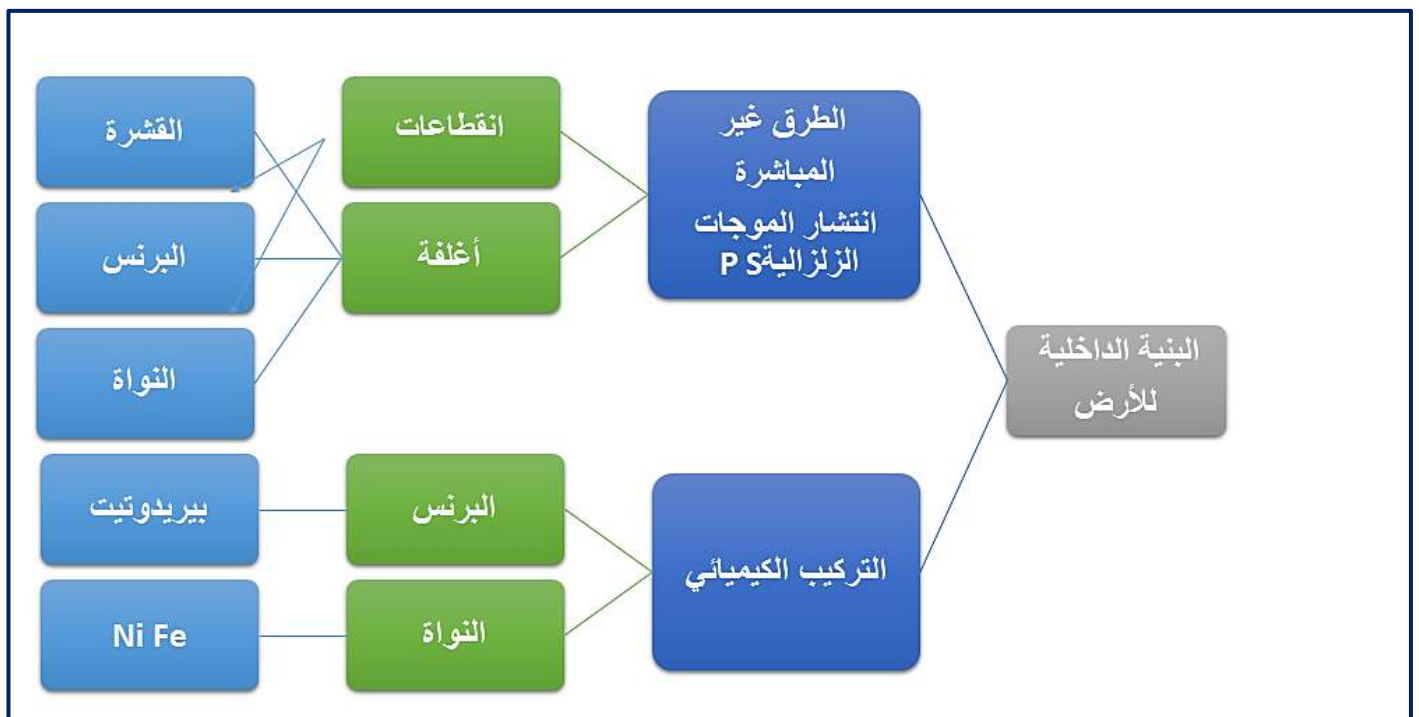 البنية الداخلية
للأرض
الطرق غير
المباشرة
انتشار الموجات
الزلزالية P S
انقطاعات
أغلفة
القشرة
البرنس
النواة
التركيب الكيميائي
البرنس
النواة
بيريدوتيت
Ni Fe